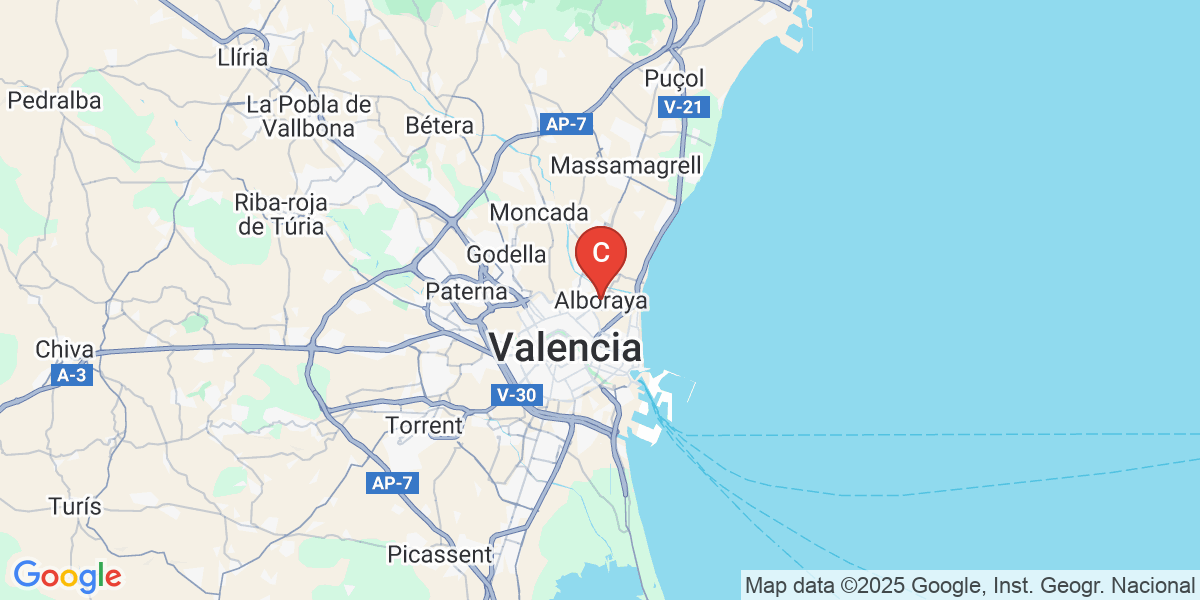 Llíria
Puçol
Pedralba
La Pobla de
Vallbona
V-21
Bétera
AP-7
Massamagrell
Riba-roja
de Túria
Moncada
C
Godella
Paterna
Alboraya
Valencia
Chiva
A-3
V-30
Torrent
AP-7
Turís
Picassent
Google
Map data ©2025 Google, Inst. Geogr. Nacional